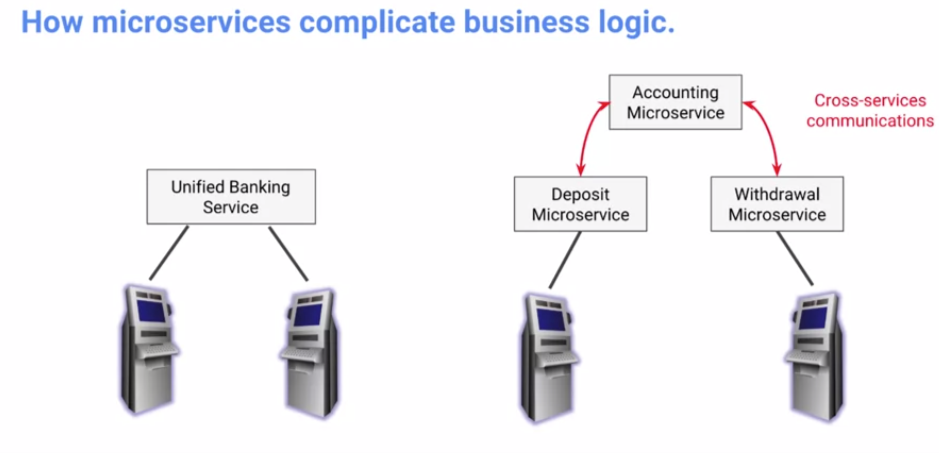 How microservices complicate business logic.
Accounting
Microservice
Cross-services
communications
Unified Banking
Service
Deposit
Microservice
Withdrawal
Microservice